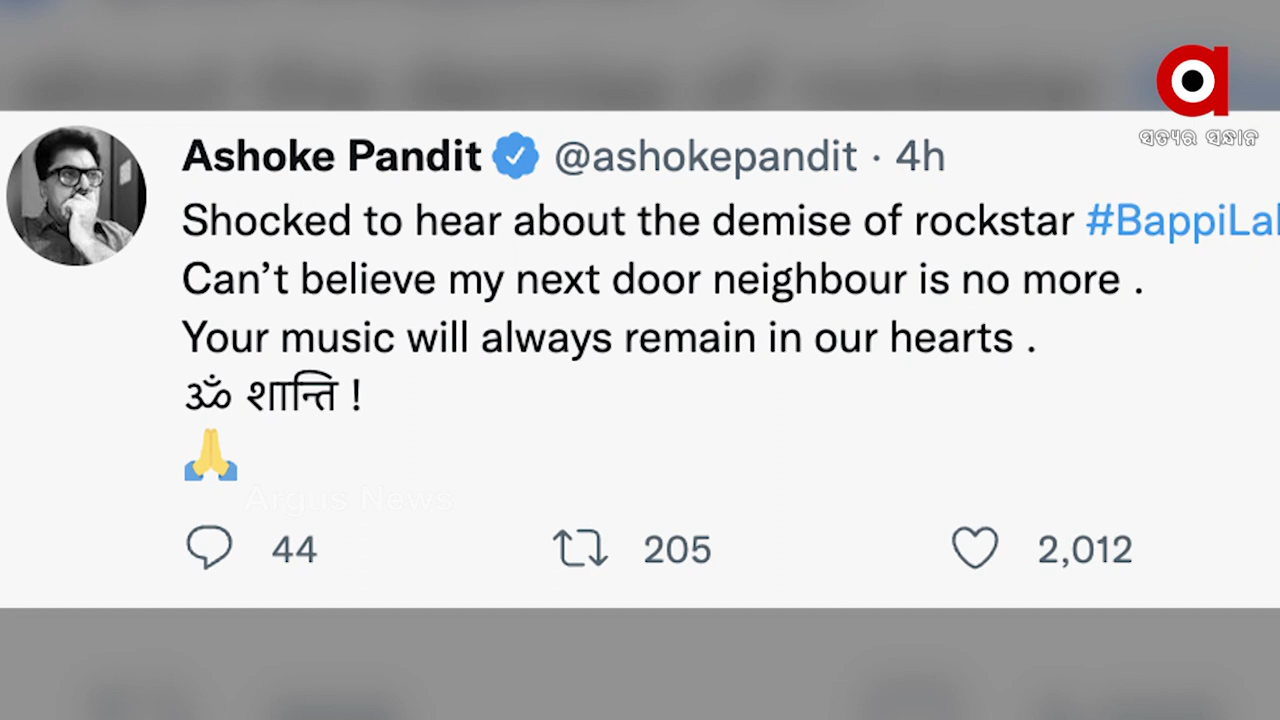 ସତ୍ୟର ସନ୍ଧାନ
Ashoke Pandit @ashokepandit · 4h
Shocked to hear about the demise of rockstar #BappiLa
Can’t believe my next door neighbour is no more .
Your music will always remain in our hearts .
ॐ शान्ति !
🙏
Argus News
44 205 2,012